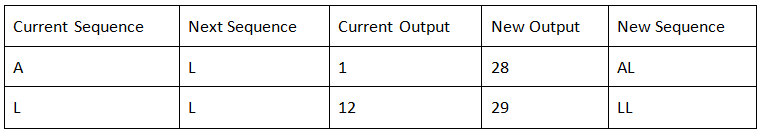 Current Sequence Next Sequence Current Output New Output New Sequence
A L 1 28 AL
L L 12 29 LL